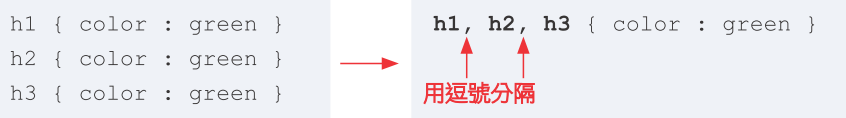 h1 { color : green }
h2 { color : green }
h3 { color : green }
h1, h2, h3 { color : green }
用逗號分隔